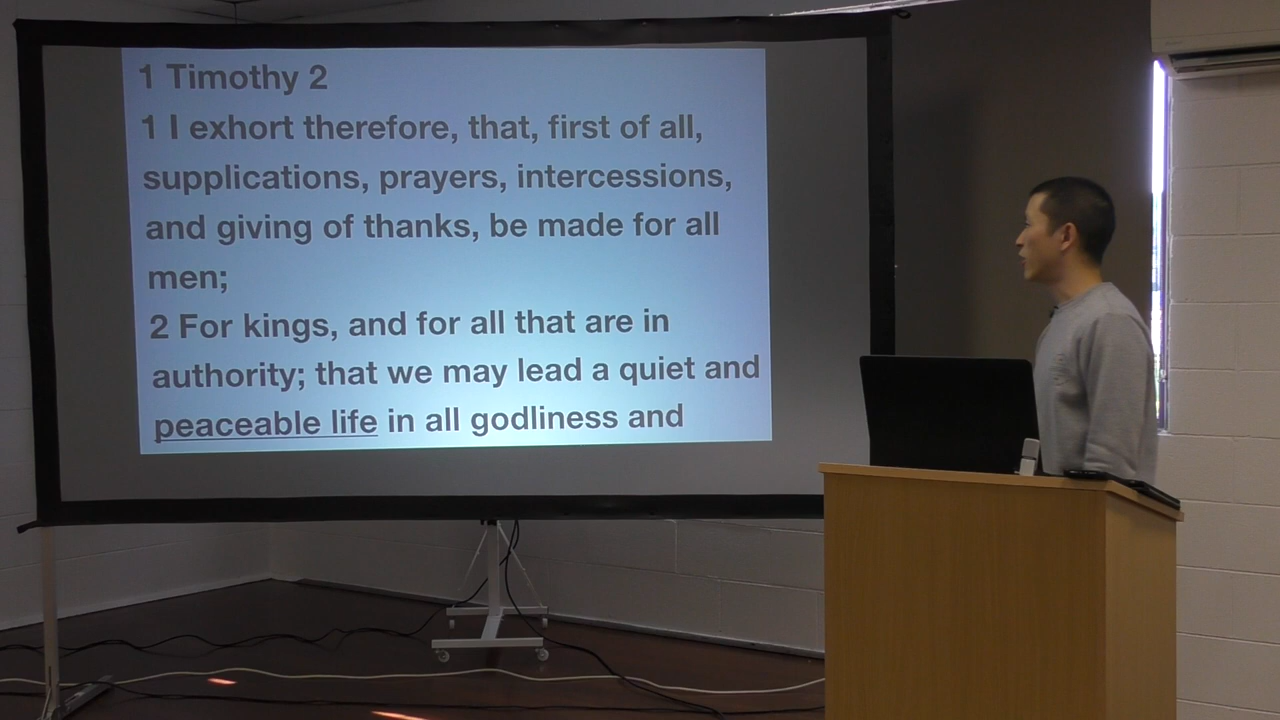 1 Timothy 2
1 I exhort therefore, that, first of all,
supplications, prayers, intercessions,
and giving of thanks, be made for all
men;
2 For kings, and for all that are in
authority; that we may lead a quiet and
peaceable life in all godliness and